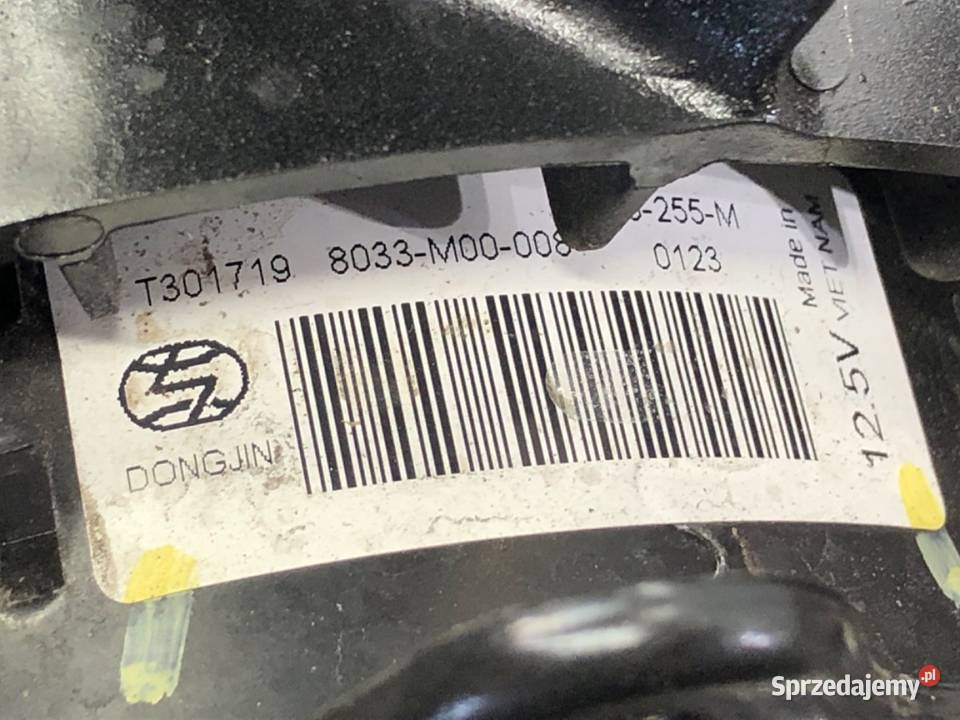 -255-M
T301719 8033-M00-008 0123
Made in
VIET NAM
12.5V
DONGJIN
Sprzedajemy.pl